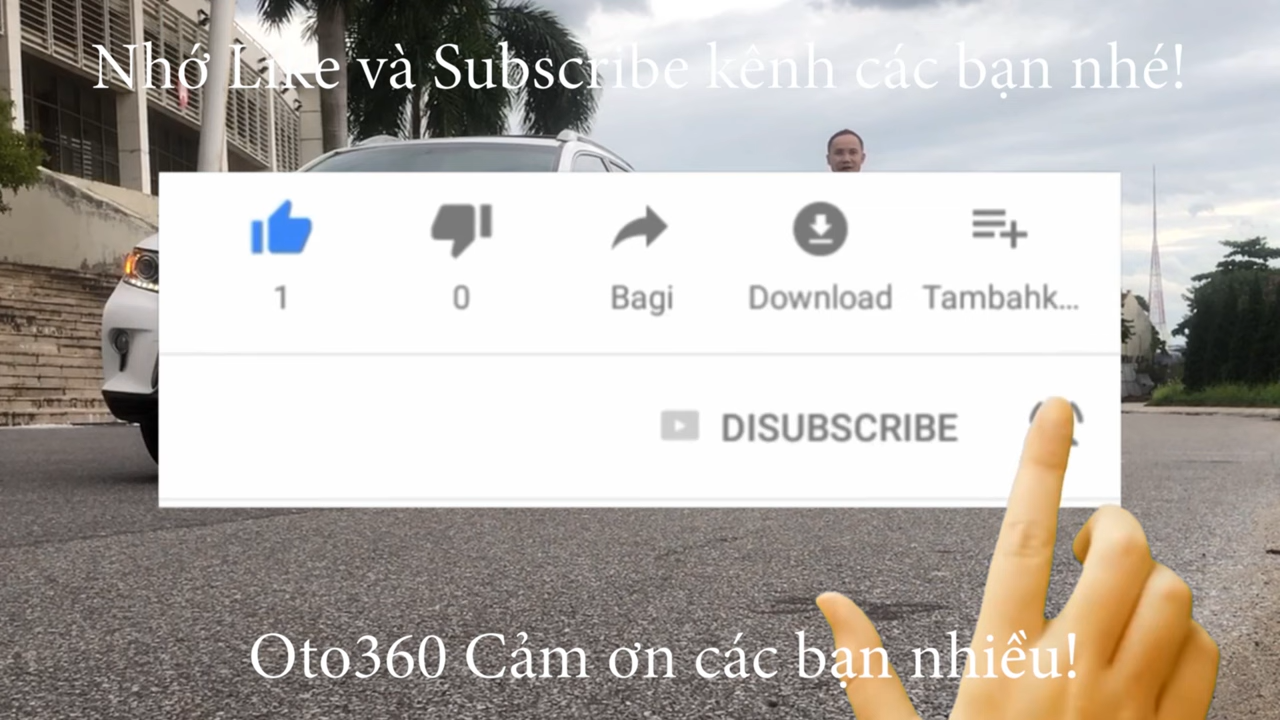 Nhớ Like và Subscribe kênh các bạn nhé!
1 0 Bagi Download Tambahk...
DISUBSCRIBE
Oto360 Cảm ơn các bạn nhiều!